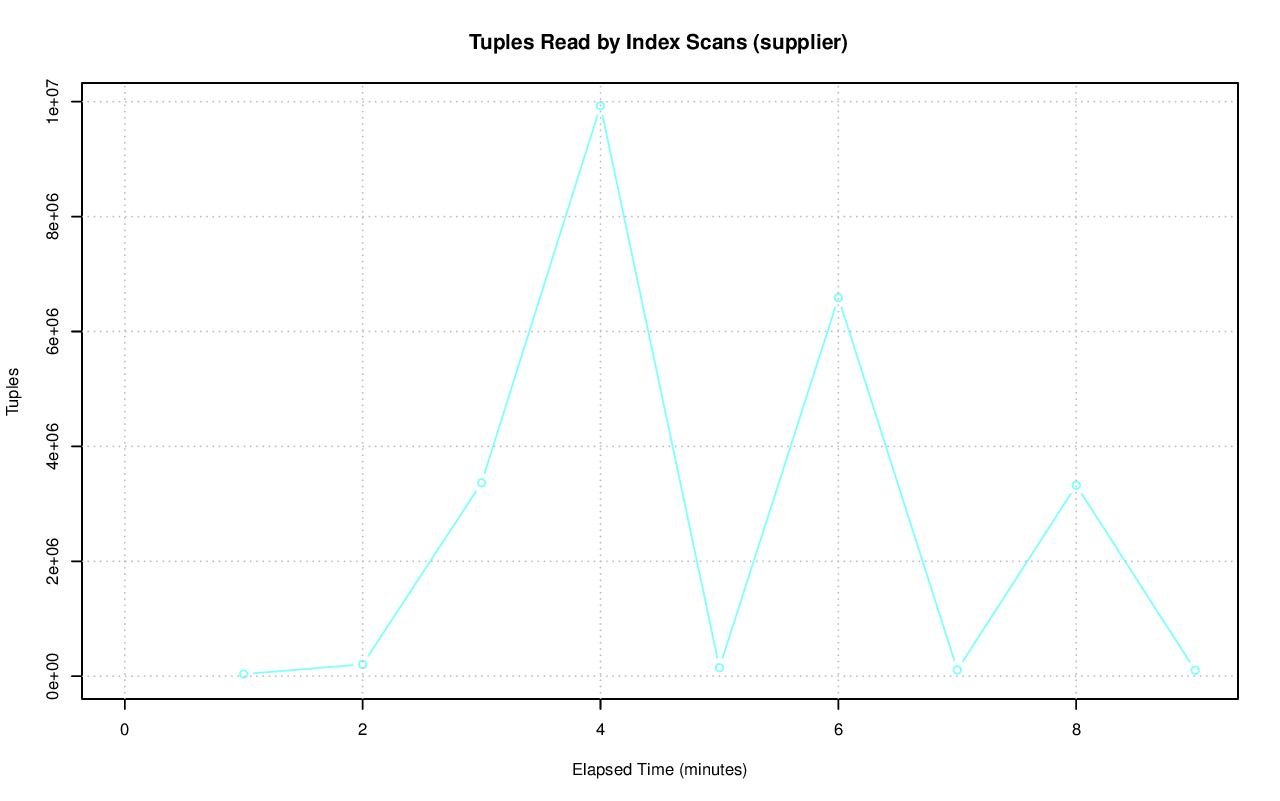 Tuples Read by Index Scans (supplier)
1e+07
8e+06
6e+06
4e+06
2e+06
0e+00
Tuples
0 2 4 6 8
Elapsed Time (minutes)